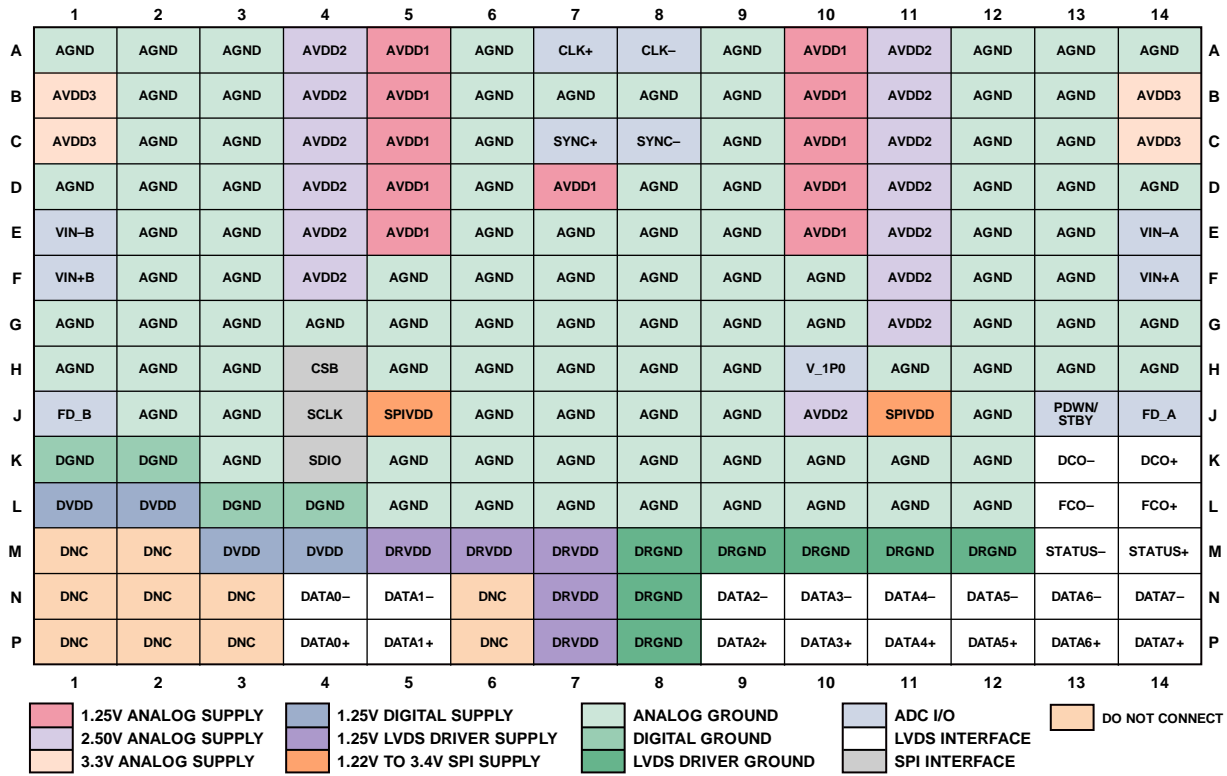 1 2 3 4 5 6 7 8 9 10 11 12 13 14
A AGND AGND AGND AVDD2 AVDD1 AGND CLK+ CLK– AGND AVDD1 AVDD2 AGND AGND AGND A
B AVDD3 AGND AGND AVDD2 AVDD1 AGND AGND AGND AGND AVDD1 AVDD2 AGND AGND AVDD3 B
C AVDD3 AGND AGND AVDD2 AVDD1 AGND SYNC+ SYNC– AGND AVDD1 AVDD2 AGND AGND AVDD3 C
D AGND AGND AGND AVDD2 AVDD1 AGND AVDD1 AGND AGND AVDD1 AVDD2 AGND AGND AGND D
E VIN–B AGND AGND AVDD2 AVDD1 AGND AGND AGND AGND AVDD1 AVDD2 AGND AGND VIN–A E
F VIN+B AGND AGND AVDD2 AGND AGND AGND AGND AGND AGND AVDD2 AGND AGND VIN+A F
G AGND AGND AGND AGND AGND AGND AGND AGND AGND AGND AVDD2 AGND AGND AGND G
H AGND AGND AGND CSB AGND AGND AGND AGND AGND V_1P0 AGND AGND AGND AGND H
J FD_B AGND AGND SCLK SPIVDD AGND AGND AGND AGND AVDD2 SPIVDD AGND PDWN/ STBY FD_A J
K DGND DGND AGND SDIO AGND AGND AGND AGND AGND AGND AGND AGND DCO– DCO+ K
L DVDD DVDD DGND DGND AGND AGND AGND AGND AGND AGND AGND AGND FCO– FCO+ L
M DNC DNC DVDD DVDD DRVDD DRVDD DRVDD DRGND DRGND DRGND DRGND DRGND STATUS– STATUS+ M
N DNC DNC DNC DATA0– DATA1– DNC DRVDD DRGND DATA2– DATA3– DATA4– DATA5– DATA6– DATA7– N
P DNC DNC DNC DATA0+ DATA1+ DNC DRVDD DRGND DATA2+ DATA3+ DATA4+ DATA5+ DATA6+ DATA7+ P
1 2 3 4 5 6 7 8 9 10 11 12 13 14
1.25V ANALOG SUPPLY 1.25V DIGITAL SUPPLY ANALOG GROUND ADC I/O DO NOT CONNECT
2.50V ANALOG SUPPLY 1.25V LVDS DRIVER SUPPLY DIGITAL GROUND LVDS INTERFACE
3.3V ANALOG SUPPLY 1.22V TO 3.4V SPI SUPPLY LVDS DRIVER GROUND SPI INTERFACE